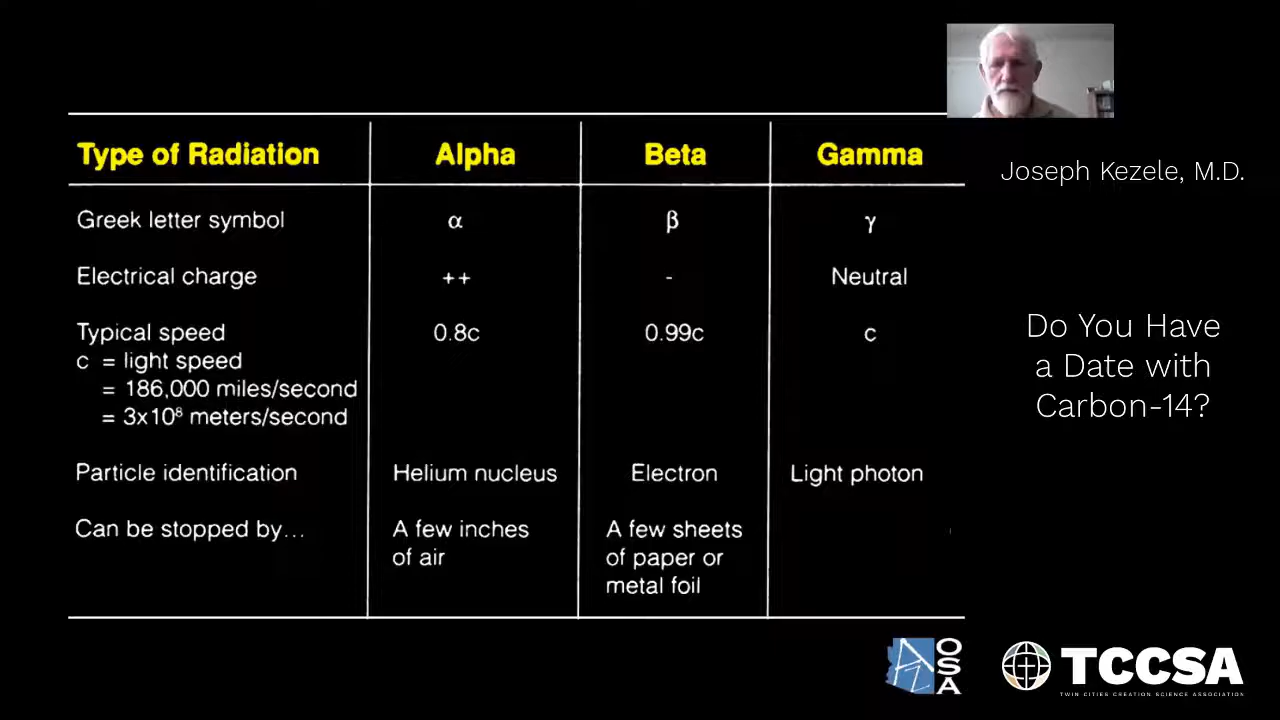 Type of Radiation Alpha Beta Gamma
Greek letter symbol α β γ
Electrical charge ++ - Neutral
Typical speed 0.8c 0.99c c
c = light speed
= 186,000 miles/second
= 3x10⁸ meters/second
Particle identification Helium nucleus Electron Light photon
Can be stopped by... A few inches A few sheets
of air of paper or
metal foil
Joseph Kezele, M.D.
Do You Have
a Date with
Carbon-14?
AZ
OSA
TCCSA
TWIN CITIES CREATION SCIENCE ASSOCIATION